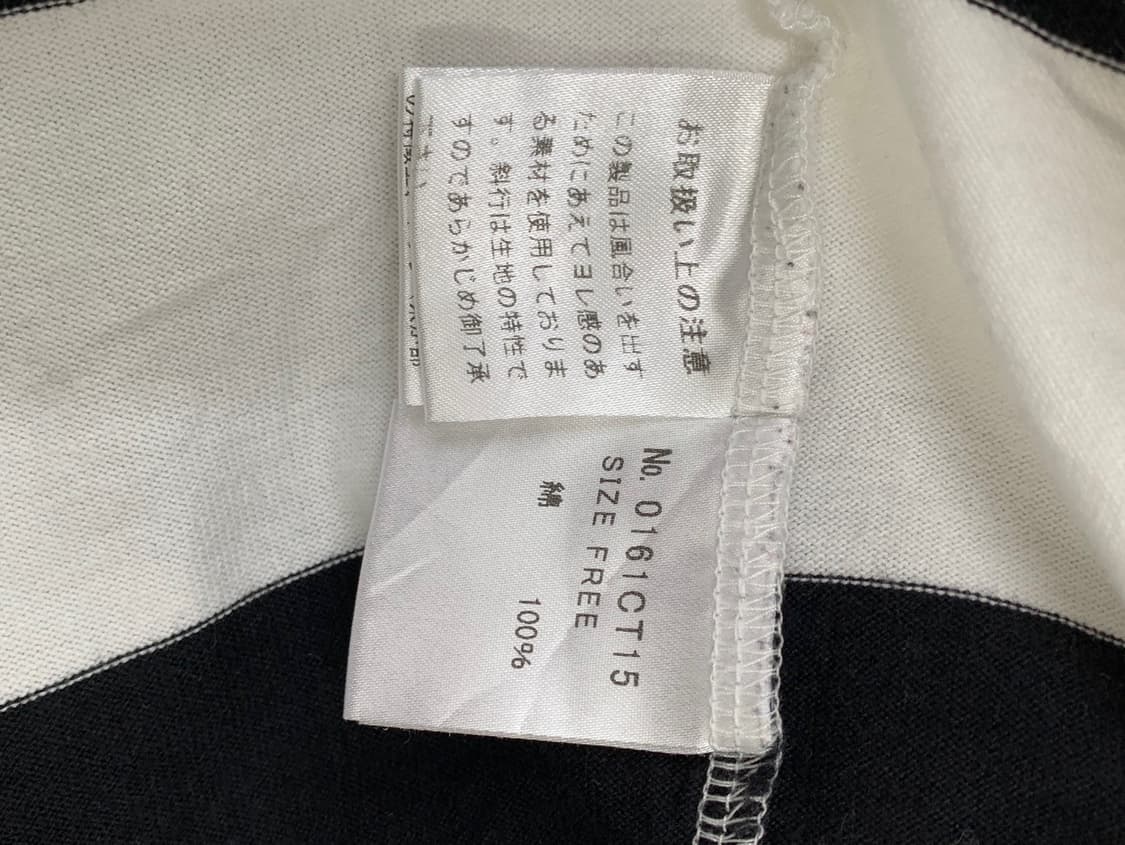 お取扱い上の注意
この製品は風合いを出す
ためにあえてヨレ感のあ
る素材を使用しておりま
す。斜行は生地の特性で
すのであらかじめ御了承
No. 0161CT15
SIZE FREE
綿 100%